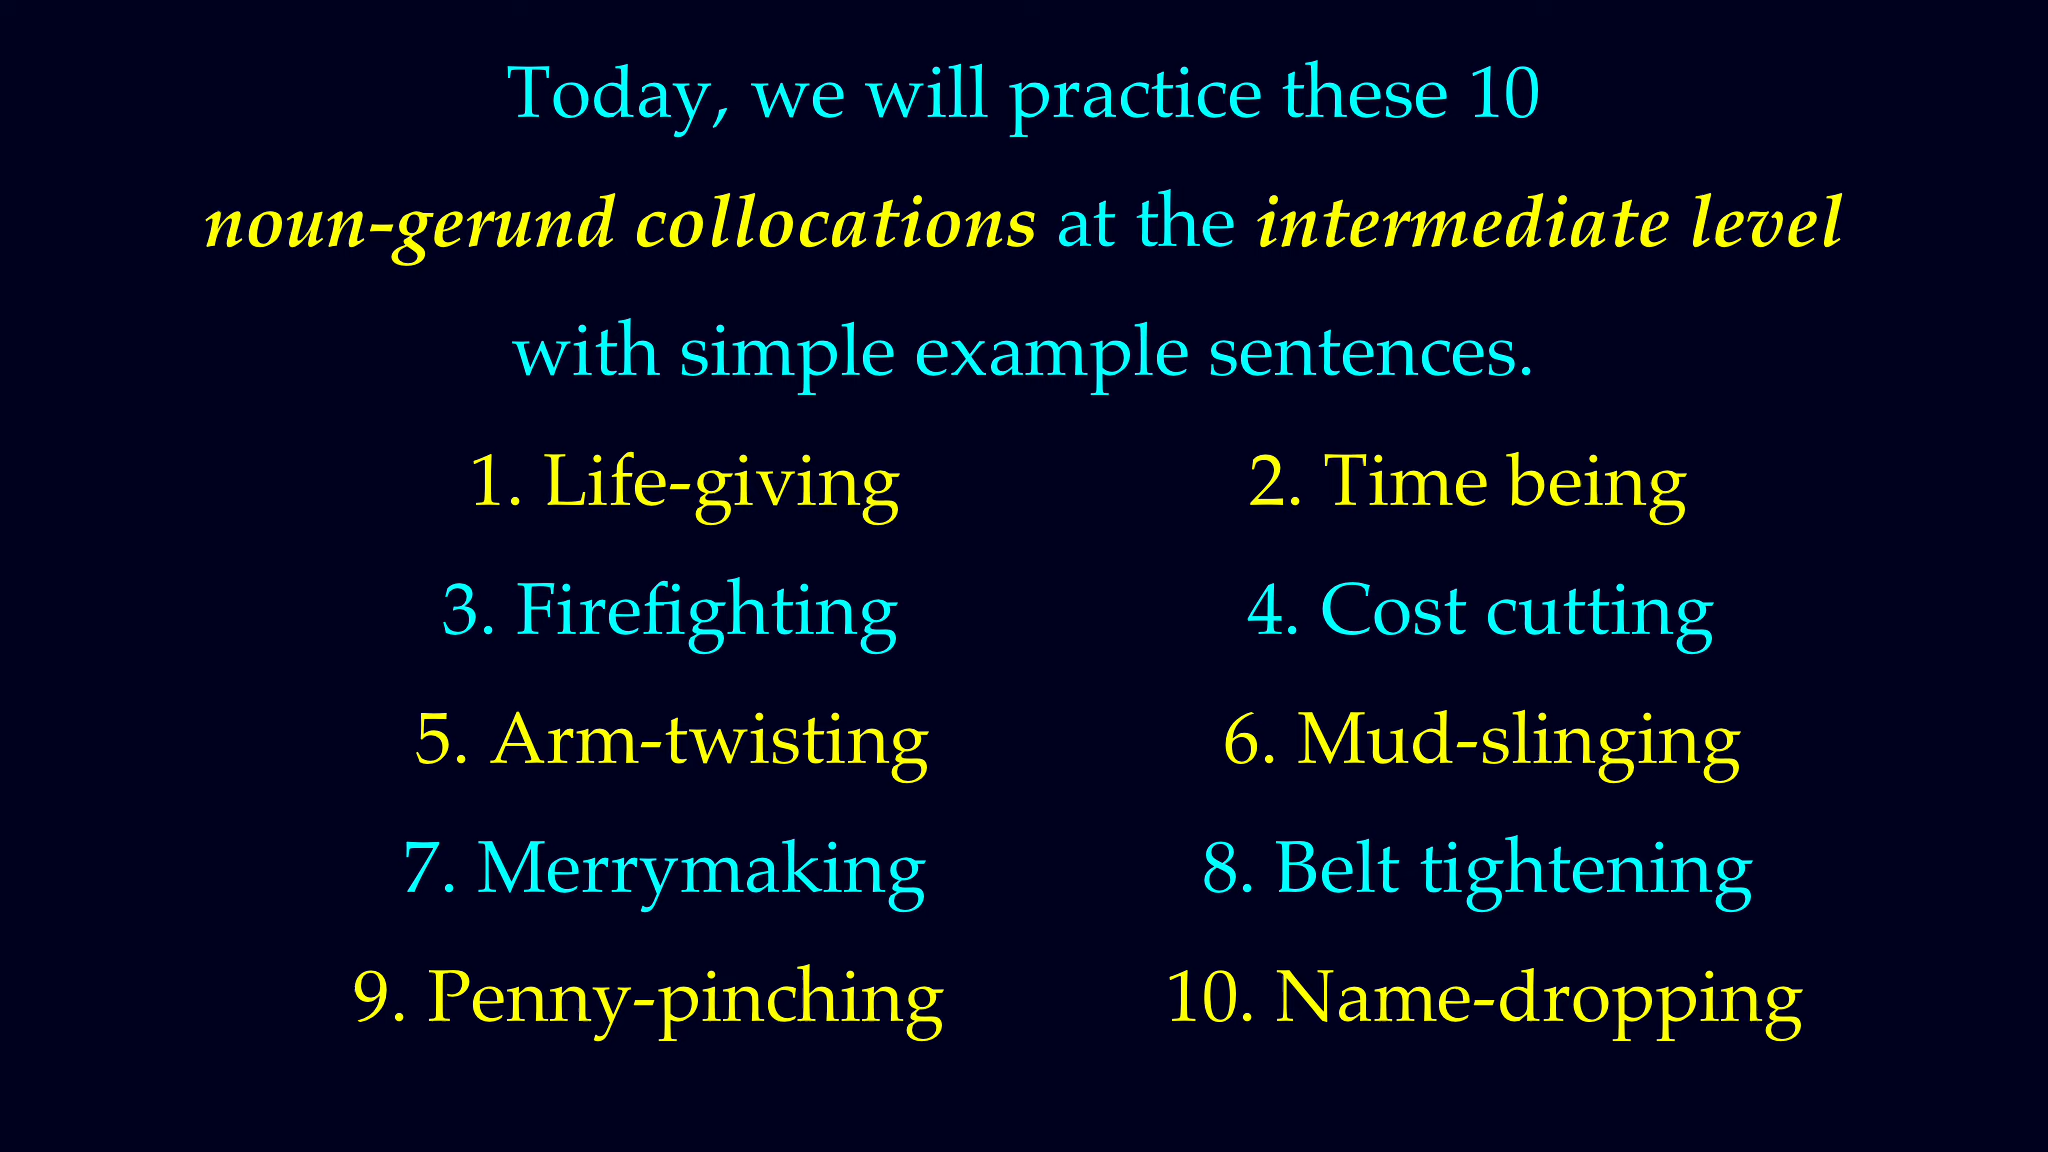 Today, we will practice these 10
noun-gerund collocations at the intermediate level
with simple example sentences.
1. Life-giving 2. Time being
3. Firefighting 4. Cost cutting
5. Arm-twisting 6. Mud-slinging
7. Merrymaking 8. Belt tightening
9. Penny-pinching 10. Name-dropping